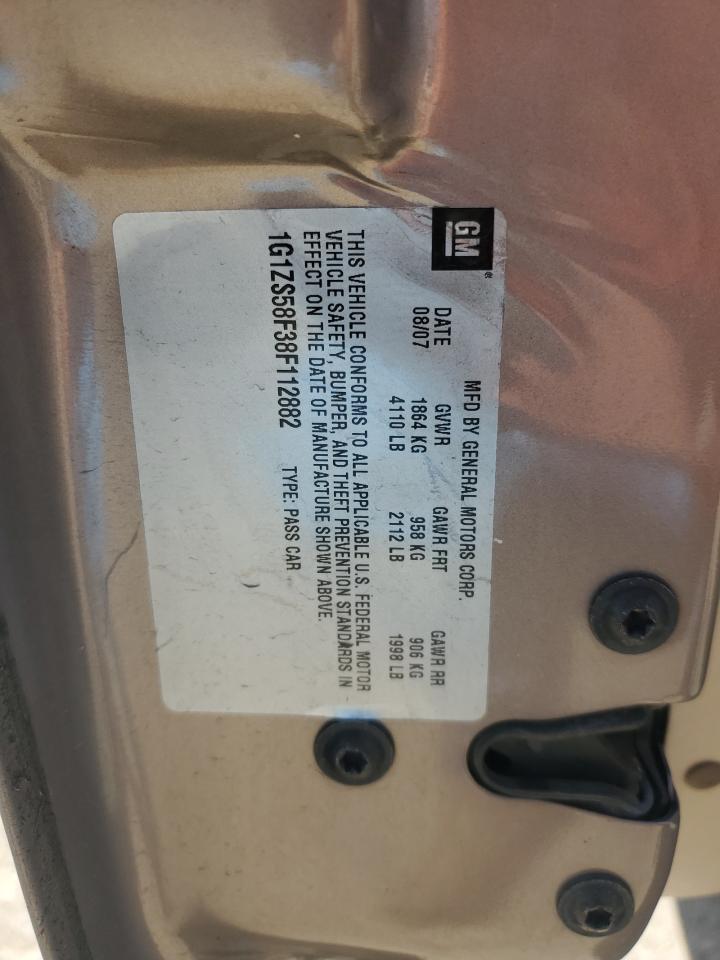 GM®
MFD BY GENERAL MOTORS CORP.
DATE GVWR GAWR FRT GAWR RR
08/07 1864 KG 958 KG 906 KG
4110 LB 2112 LB 1998 LB
THIS VEHICLE CONFORMS TO ALL APPLICABLE U.S. FEDERAL MOTOR
VEHICLE SAFETY, BUMPER, AND THEFT PREVENTION STANDARDS IN
EFFECT ON THE DATE OF MANUFACTURE SHOWN ABOVE.
1G1ZS58F38F112882 TYPE: PASS CAR